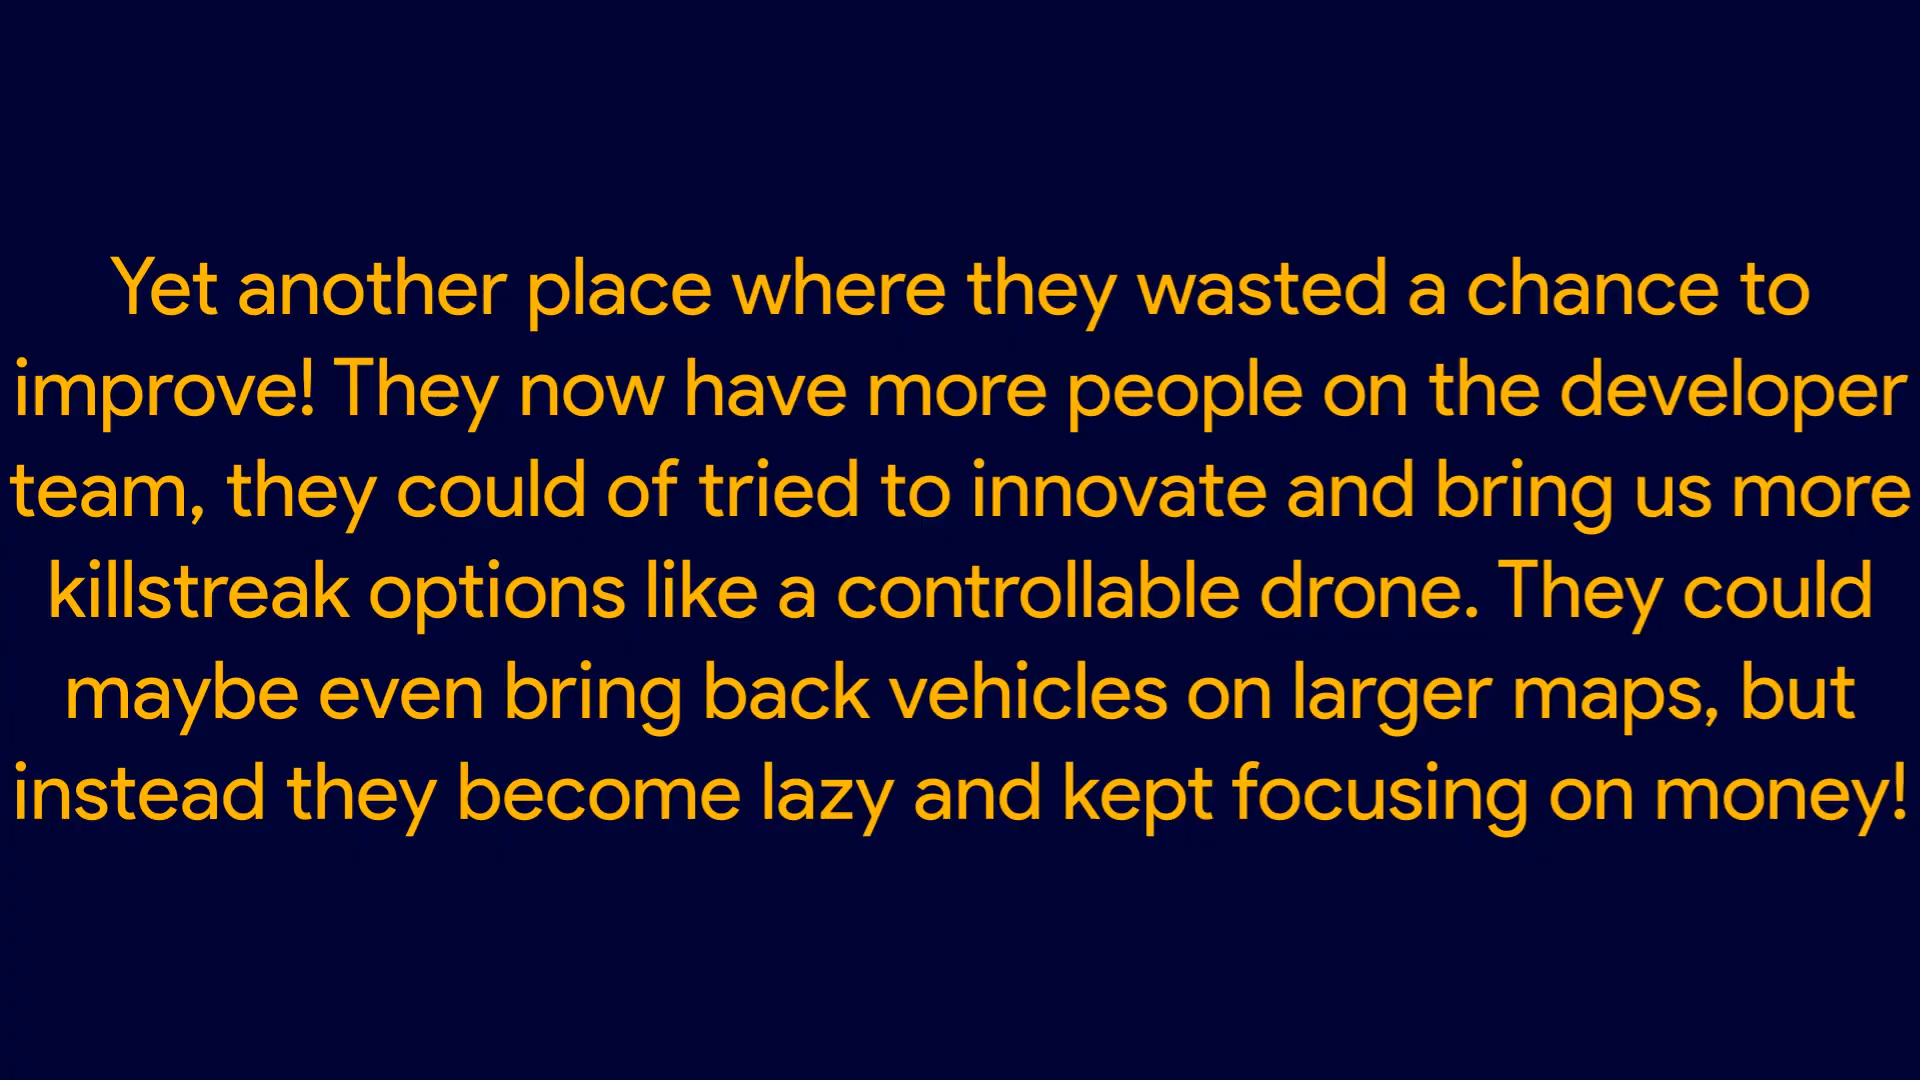 Yet another place where they wasted a chance to
improve! They now have more people on the developer
team, they could of tried to innovate and bring us more
killstreak options like a controllable drone. They could
maybe even bring back vehicles on larger maps, but
instead they become lazy and kept focusing on money!